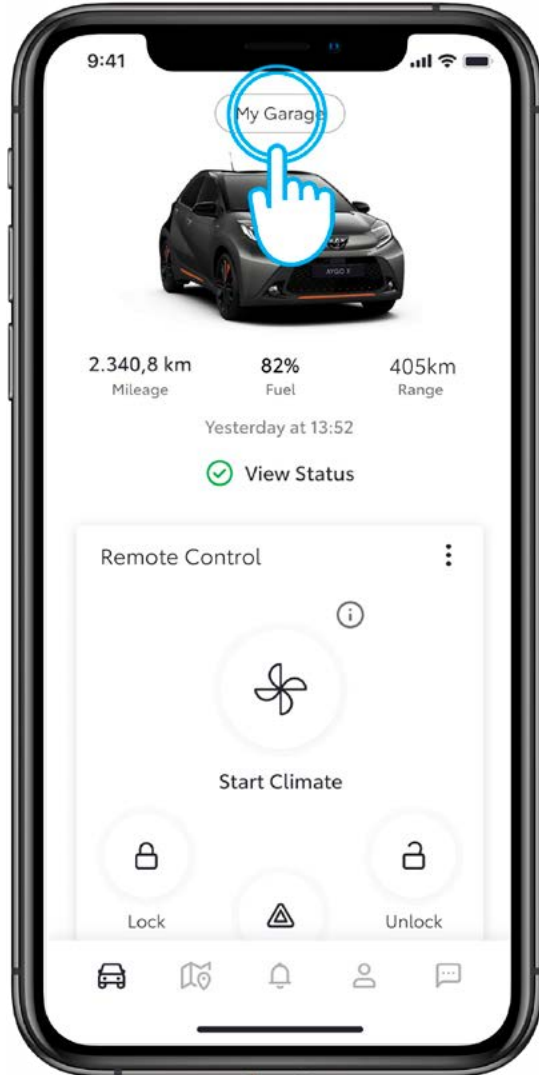 9:41
My Garage
AYGO X
2.340,8 km 82% 405km
Mileage Fuel Range
Yesterday at 13:52
View Status
Remote Control
Start Climate
Lock Unlock